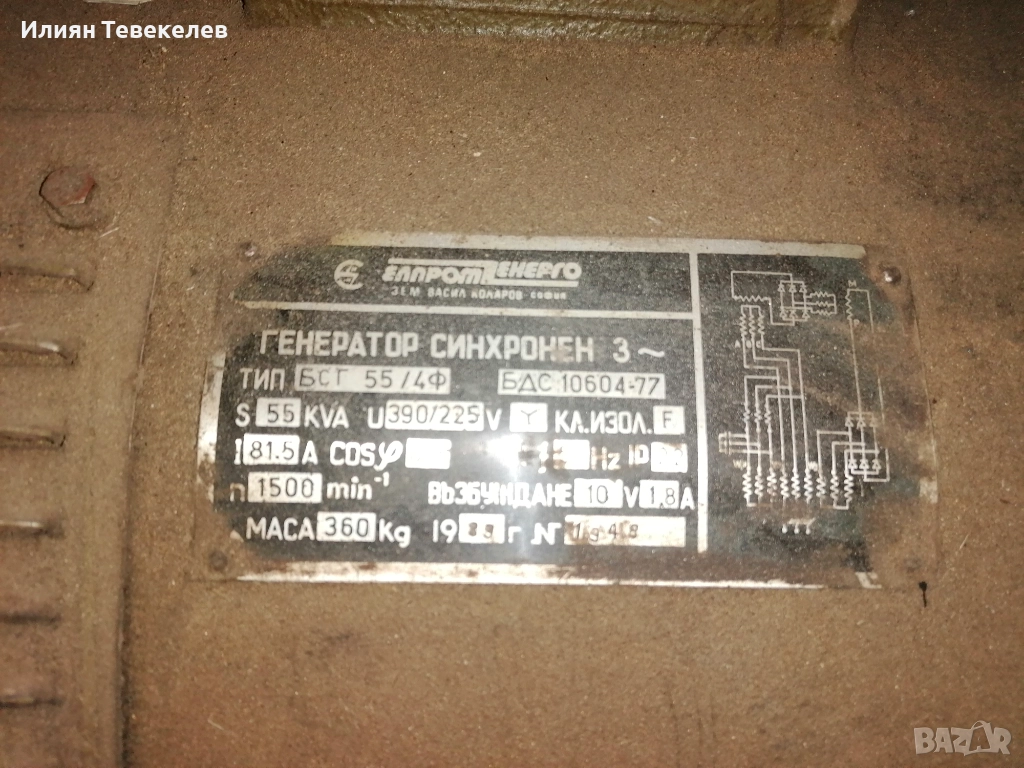 Илиян Тевекелев
ЕЛПРОМ ЕНЕРГО
ЗЕМ ВАСИЛ КОЛАРОВ - СОФИЯ
ГЕНЕРАТОР СИНХРОНЕН 3~
ТИП БСГ 55/4Ф БДС 10604-77
S 55 KVA U 390/225 V Y КЛ.ИЗОЛ. F
I 81.5 A COSφ Hz IP
n 1500 min⁻¹ ВЪЗБУЖДАНЕ 10 V 1,8 A
МАСА 360 Kg 19 г. №
A B C
BAZAR